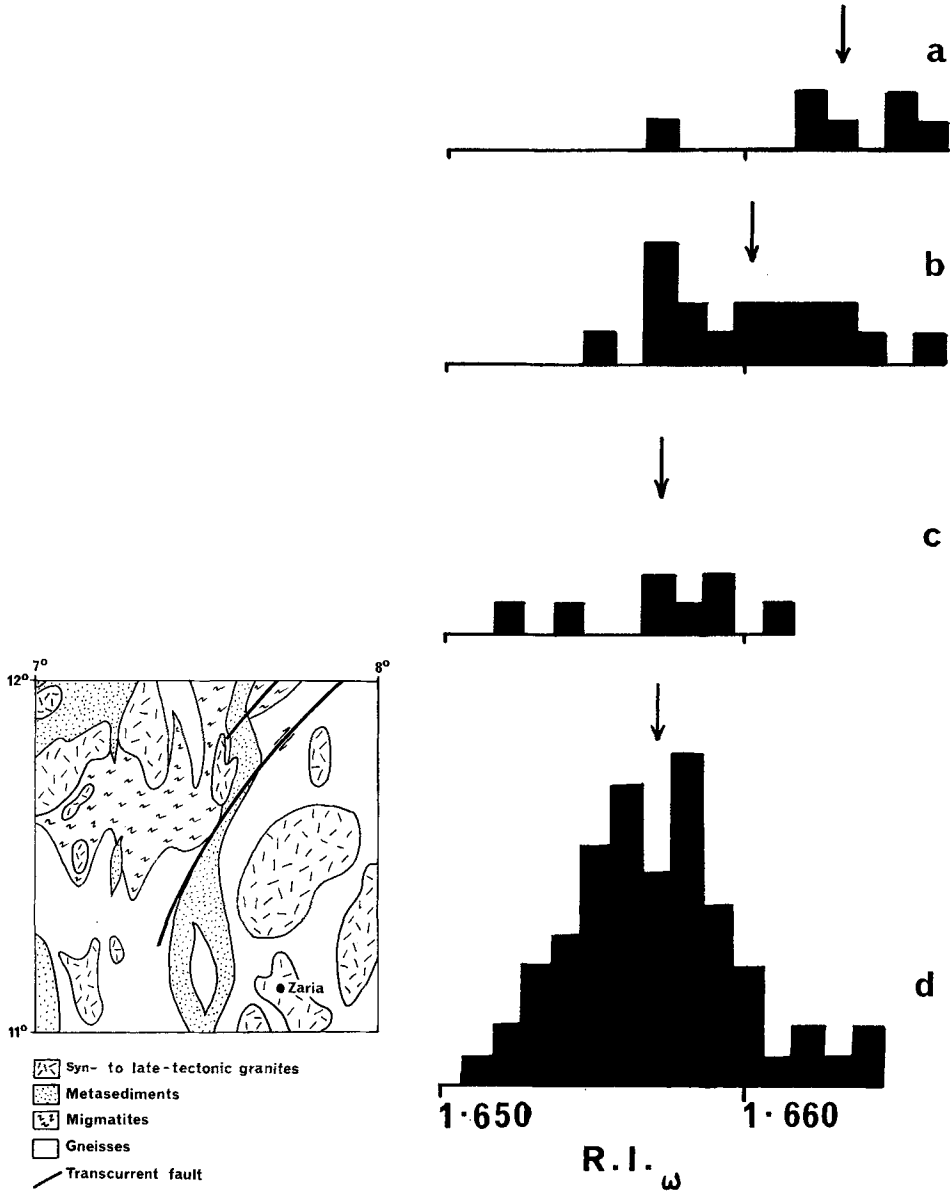 a
b
c
7° 8°
12°
Zaria
11°
d
Syn- to late-tectonic granites
Metasediments
Migmatites
Gneisses
Transcurrent fault
1·650 1·660
R.I.ω